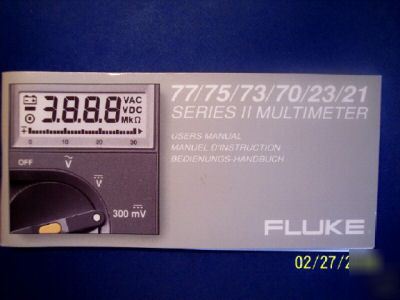 77/75/73/70/23/21
SERIES II MULTIMETER
USERS MANUAL
MANUEL D'INSTRUCTION
BEDIENUNGS-HANDBUCH
3.8.8.8
VAC
VDC
MkΩ
0 10 20 30
OFF
V
V
300 mV
FLUKE
02/27/2